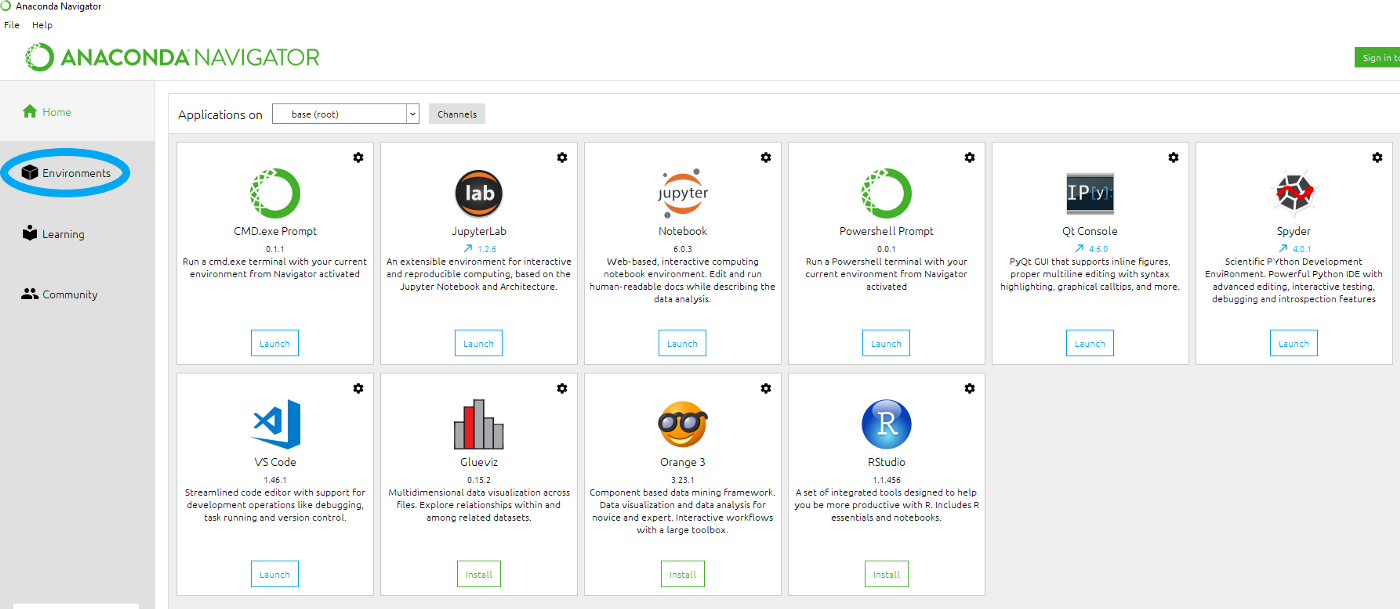 Anaconda Navigator
File Help
ANACONDA NAVIGATOR
Sign in to
Home
Environments
Learning
Community
Applications on base (root) Channels
CMD.exe Prompt
0.1.1
Run a cmd.exe terminal with your current
environment from Navigator activated
Launch
lab
JupyterLab
1.2.6
An extensible environment for interactive
and reproducible computing, based on the
Jupyter Notebook and Architecture.
Launch
jupyter
Notebook
6.0.3
Web-based, interactive computing
notebook environment. Edit and run
human-readable docs while describing the
data analysis.
Launch
Powershell Prompt
0.0.1
Run a Powershell terminal with your
current environment from Navigator
activated
Launch
IP[y]
Qt Console
4.6.0
PyQt GUI that supports inline figures,
proper multiline editing with syntax
highlighting, graphical calltips, and more.
Launch
Spyder
4.0.1
Scientific PYthon Development
EnviRonment. Powerful Python IDE with
advanced editing, interactive testing,
debugging and introspection features
Launch
VS Code
1.46.1
Streamlined code editor with support for
development operations like debugging,
task running and version control.
Launch
Glueviz
0.15.2
Multidimensional data visualization across
files. Explore relationships within and
among related datasets.
Install
Orange 3
3.23.1
Component based data mining framework.
Data visualization and data analysis for
novice and expert. Interactive workflows
with a large toolbox.
Install
R
RStudio
1.1.456
A set of integrated tools designed to help
you be more productive with R. Includes R
essentials and notebooks.
Install